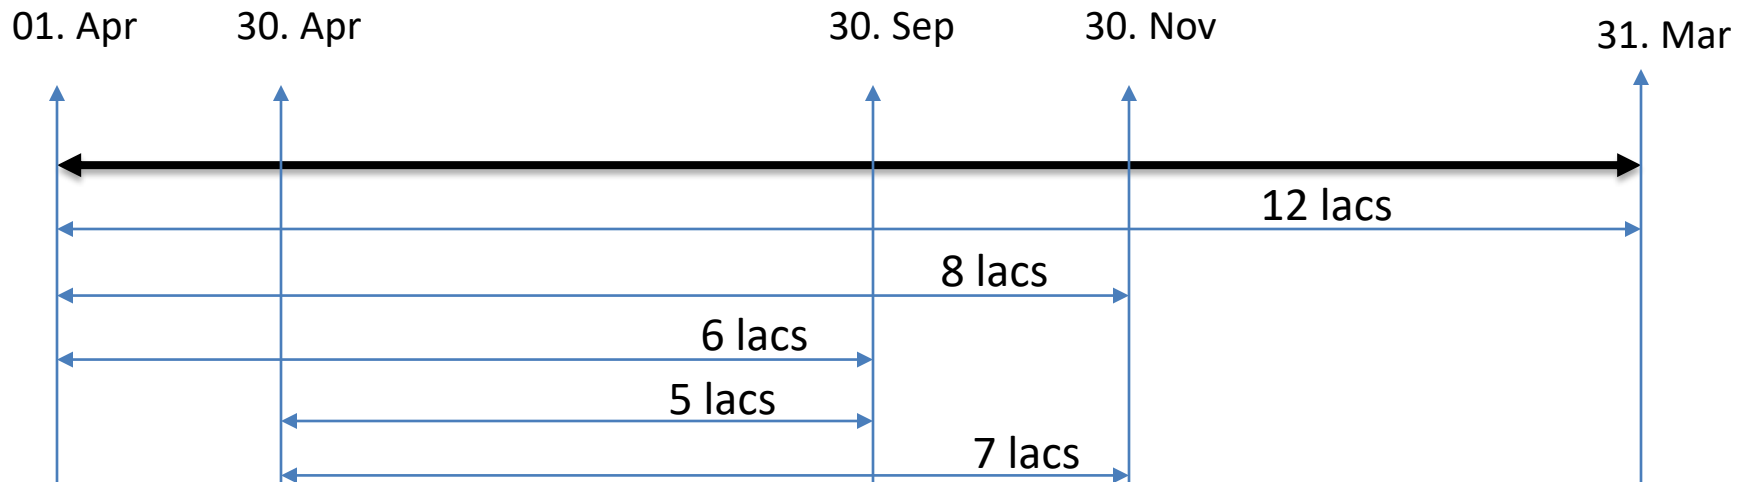 01. Apr 30. Apr 30. Sep 30. Nov 31. Mar
12 lacs
8 lacs
6 lacs
5 lacs
7 lacs